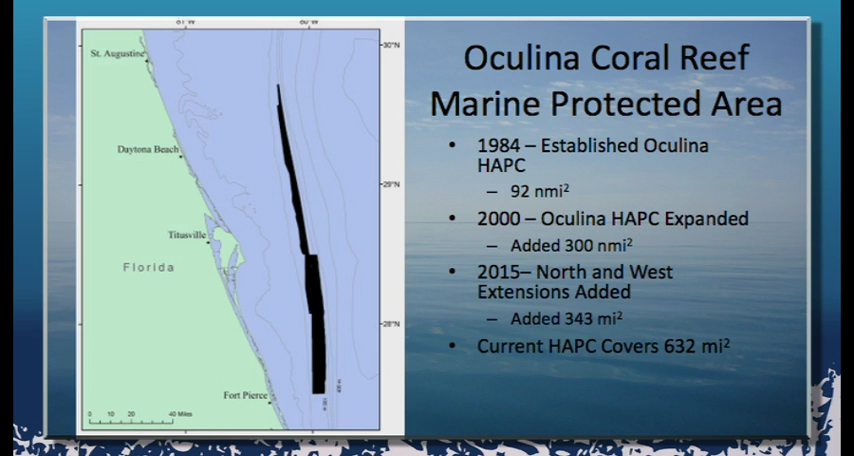 Oculina Coral Reef
Marine Protected Area
• 1984 – Established Oculina
HAPC
– 92 nmi²
• 2000 – Oculina HAPC Expanded
– Added 300 nmi²
• 2015– North and West
Extensions Added
– Added 343 mi²
• Current HAPC Covers 632 mi²
30°N
St. Augustine
Daytona Beach
29°N
Titusville
Florida
28°N
Fort Pierce
0 10 20 40 Miles